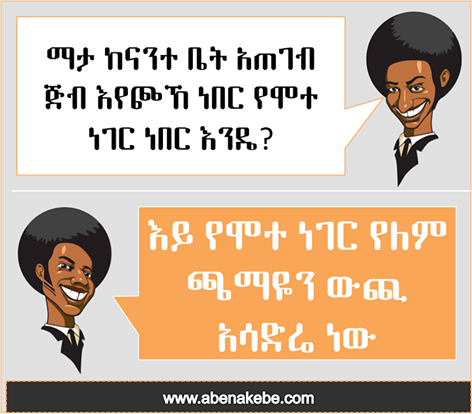 ማታ ከናንተ ቤት አጠገብ
ጅብ እየጮኸ ነበር የሞተ
ነገር ነበር እንዴ?
እይ የሞተ ነገር የለም
ጫማዬን ውጪ
አሳድሬ ነው
www.abenakebe.com